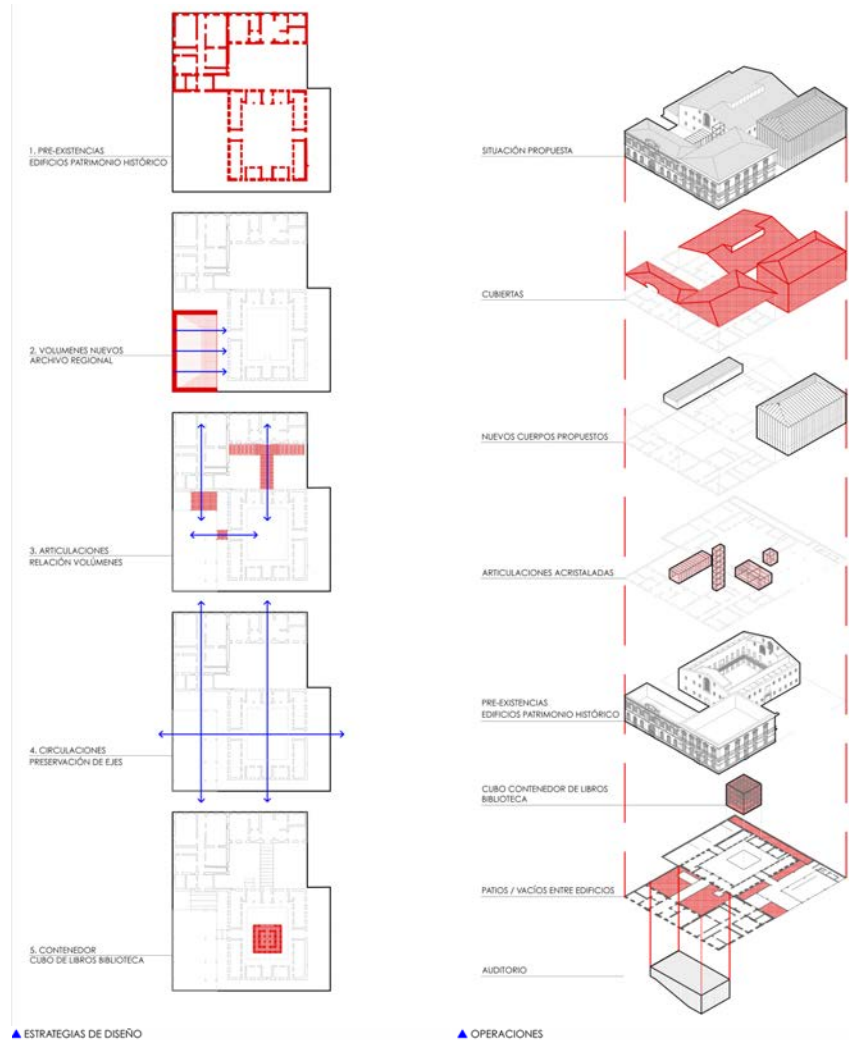 1. PRE-EXISTENCIAS
EDIFICIOS PATRIMONIO HISTÓRICO
2. VOLUMENES NUEVOS
ARCHIVO REGIONAL
3. ARTICULACIONES
RELACIÓN VOLÚMENES
4. CIRCULACIONES
PRESERVACIÓN DE EJES
5. CONTENEDOR
CUBO DE LIBROS BIBLIOTECA
▲ ESTRATEGIAS DE DISEÑO
SITUACIÓN PROPUESTA
CUBIERTAS
NUEVOS CUERPOS PROPUESTOS
ARTICULACIONES ACRISTALADAS
PRE-EXISTENCIAS
EDIFICIOS PATRIMONIO HISTÓRICO
CUBO CONTENEDOR DE LIBROS
BIBLIOTECA
PATIOS / VACÍOS ENTRE EDIFICIOS
AUDITORIO
▲ OPERACIONES